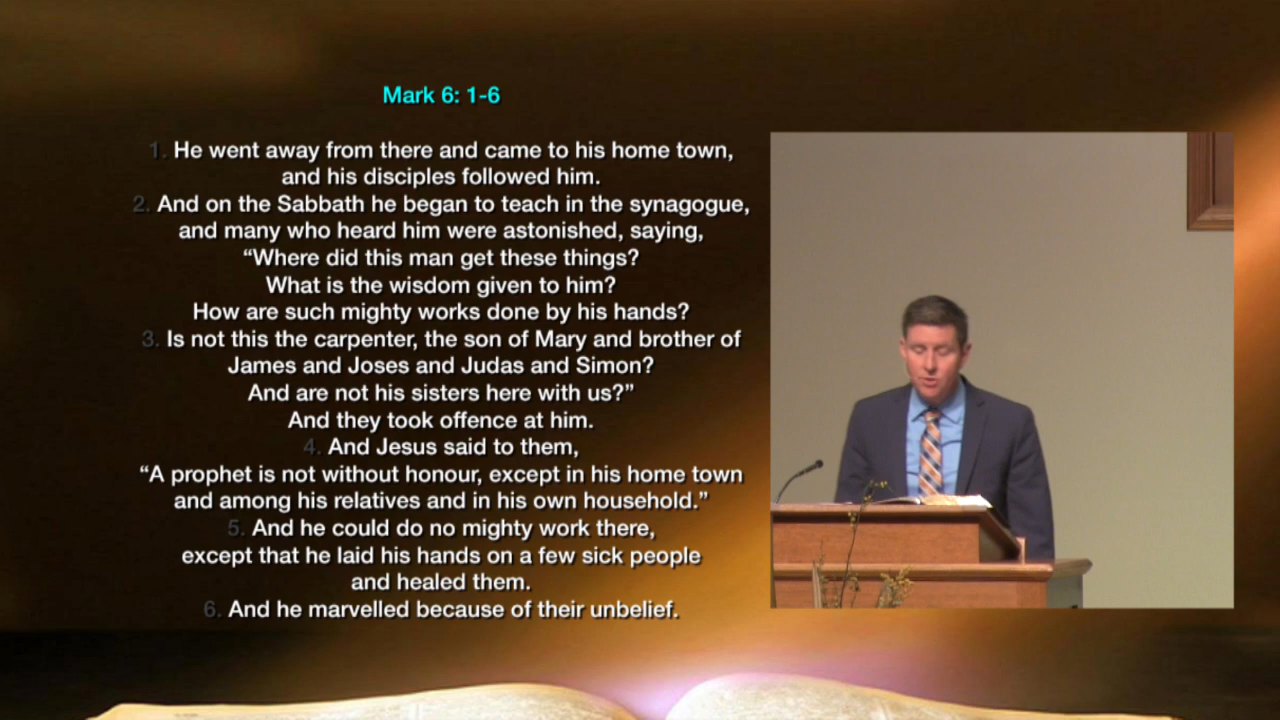 Mark 6: 1-6
1. He went away from there and came to his home town,
and his disciples followed him.
2. And on the Sabbath he began to teach in the synagogue,
and many who heard him were astonished, saying,
“Where did this man get these things?
What is the wisdom given to him?
How are such mighty works done by his hands?
3. Is not this the carpenter, the son of Mary and brother of
James and Joses and Judas and Simon?
And are not his sisters here with us?”
And they took offence at him.
4. And Jesus said to them,
“A prophet is not without honour, except in his home town
and among his relatives and in his own household.”
5. And he could do no mighty work there,
except that he laid his hands on a few sick people
and healed them.
6. And he marvelled because of their unbelief.